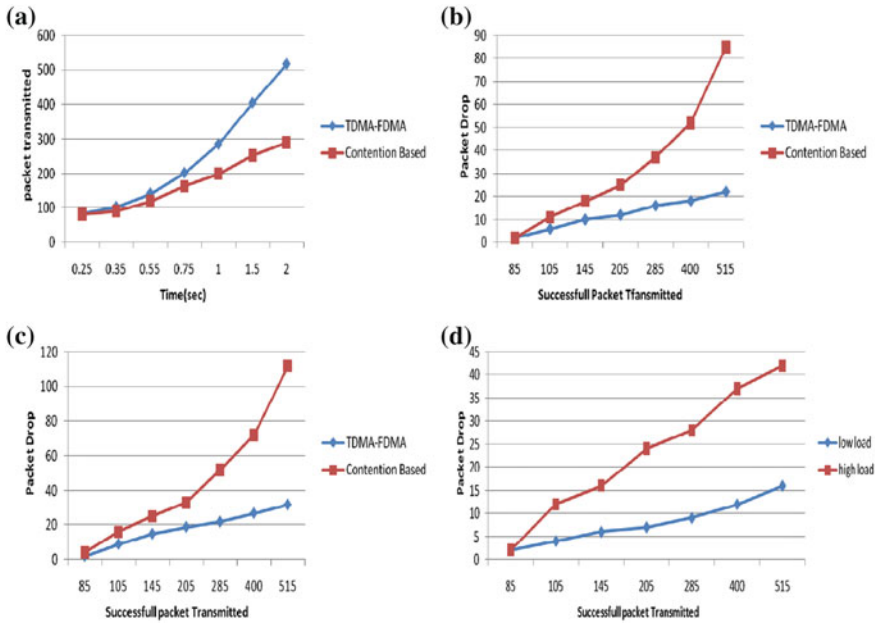 (a)
packet transmitted
600
500
400
300
200
100
0
0.25 0.35 0.55 0.75 1 1.5 2
Time(sec)
TDMA-FDMA
Contention Based
(b)
Packet Drop
90
80
70
60
50
40
30
20
10
0
85 105 145 205 285 400 515
Successfull Packet Tfansmitted
TDMA-FDMA
Contention Based
(c)
Packet Drop
120
100
80
60
40
20
0
85 105 145 205 285 400 515
Successfull packet Transmitted
TDMA-FDMA
Contention Based
(d)
Packet Drop
45
40
35
30
25
20
15
10
5
0
85 105 145 205 285 400 515
Successfull packet Transmitted
low load
high load